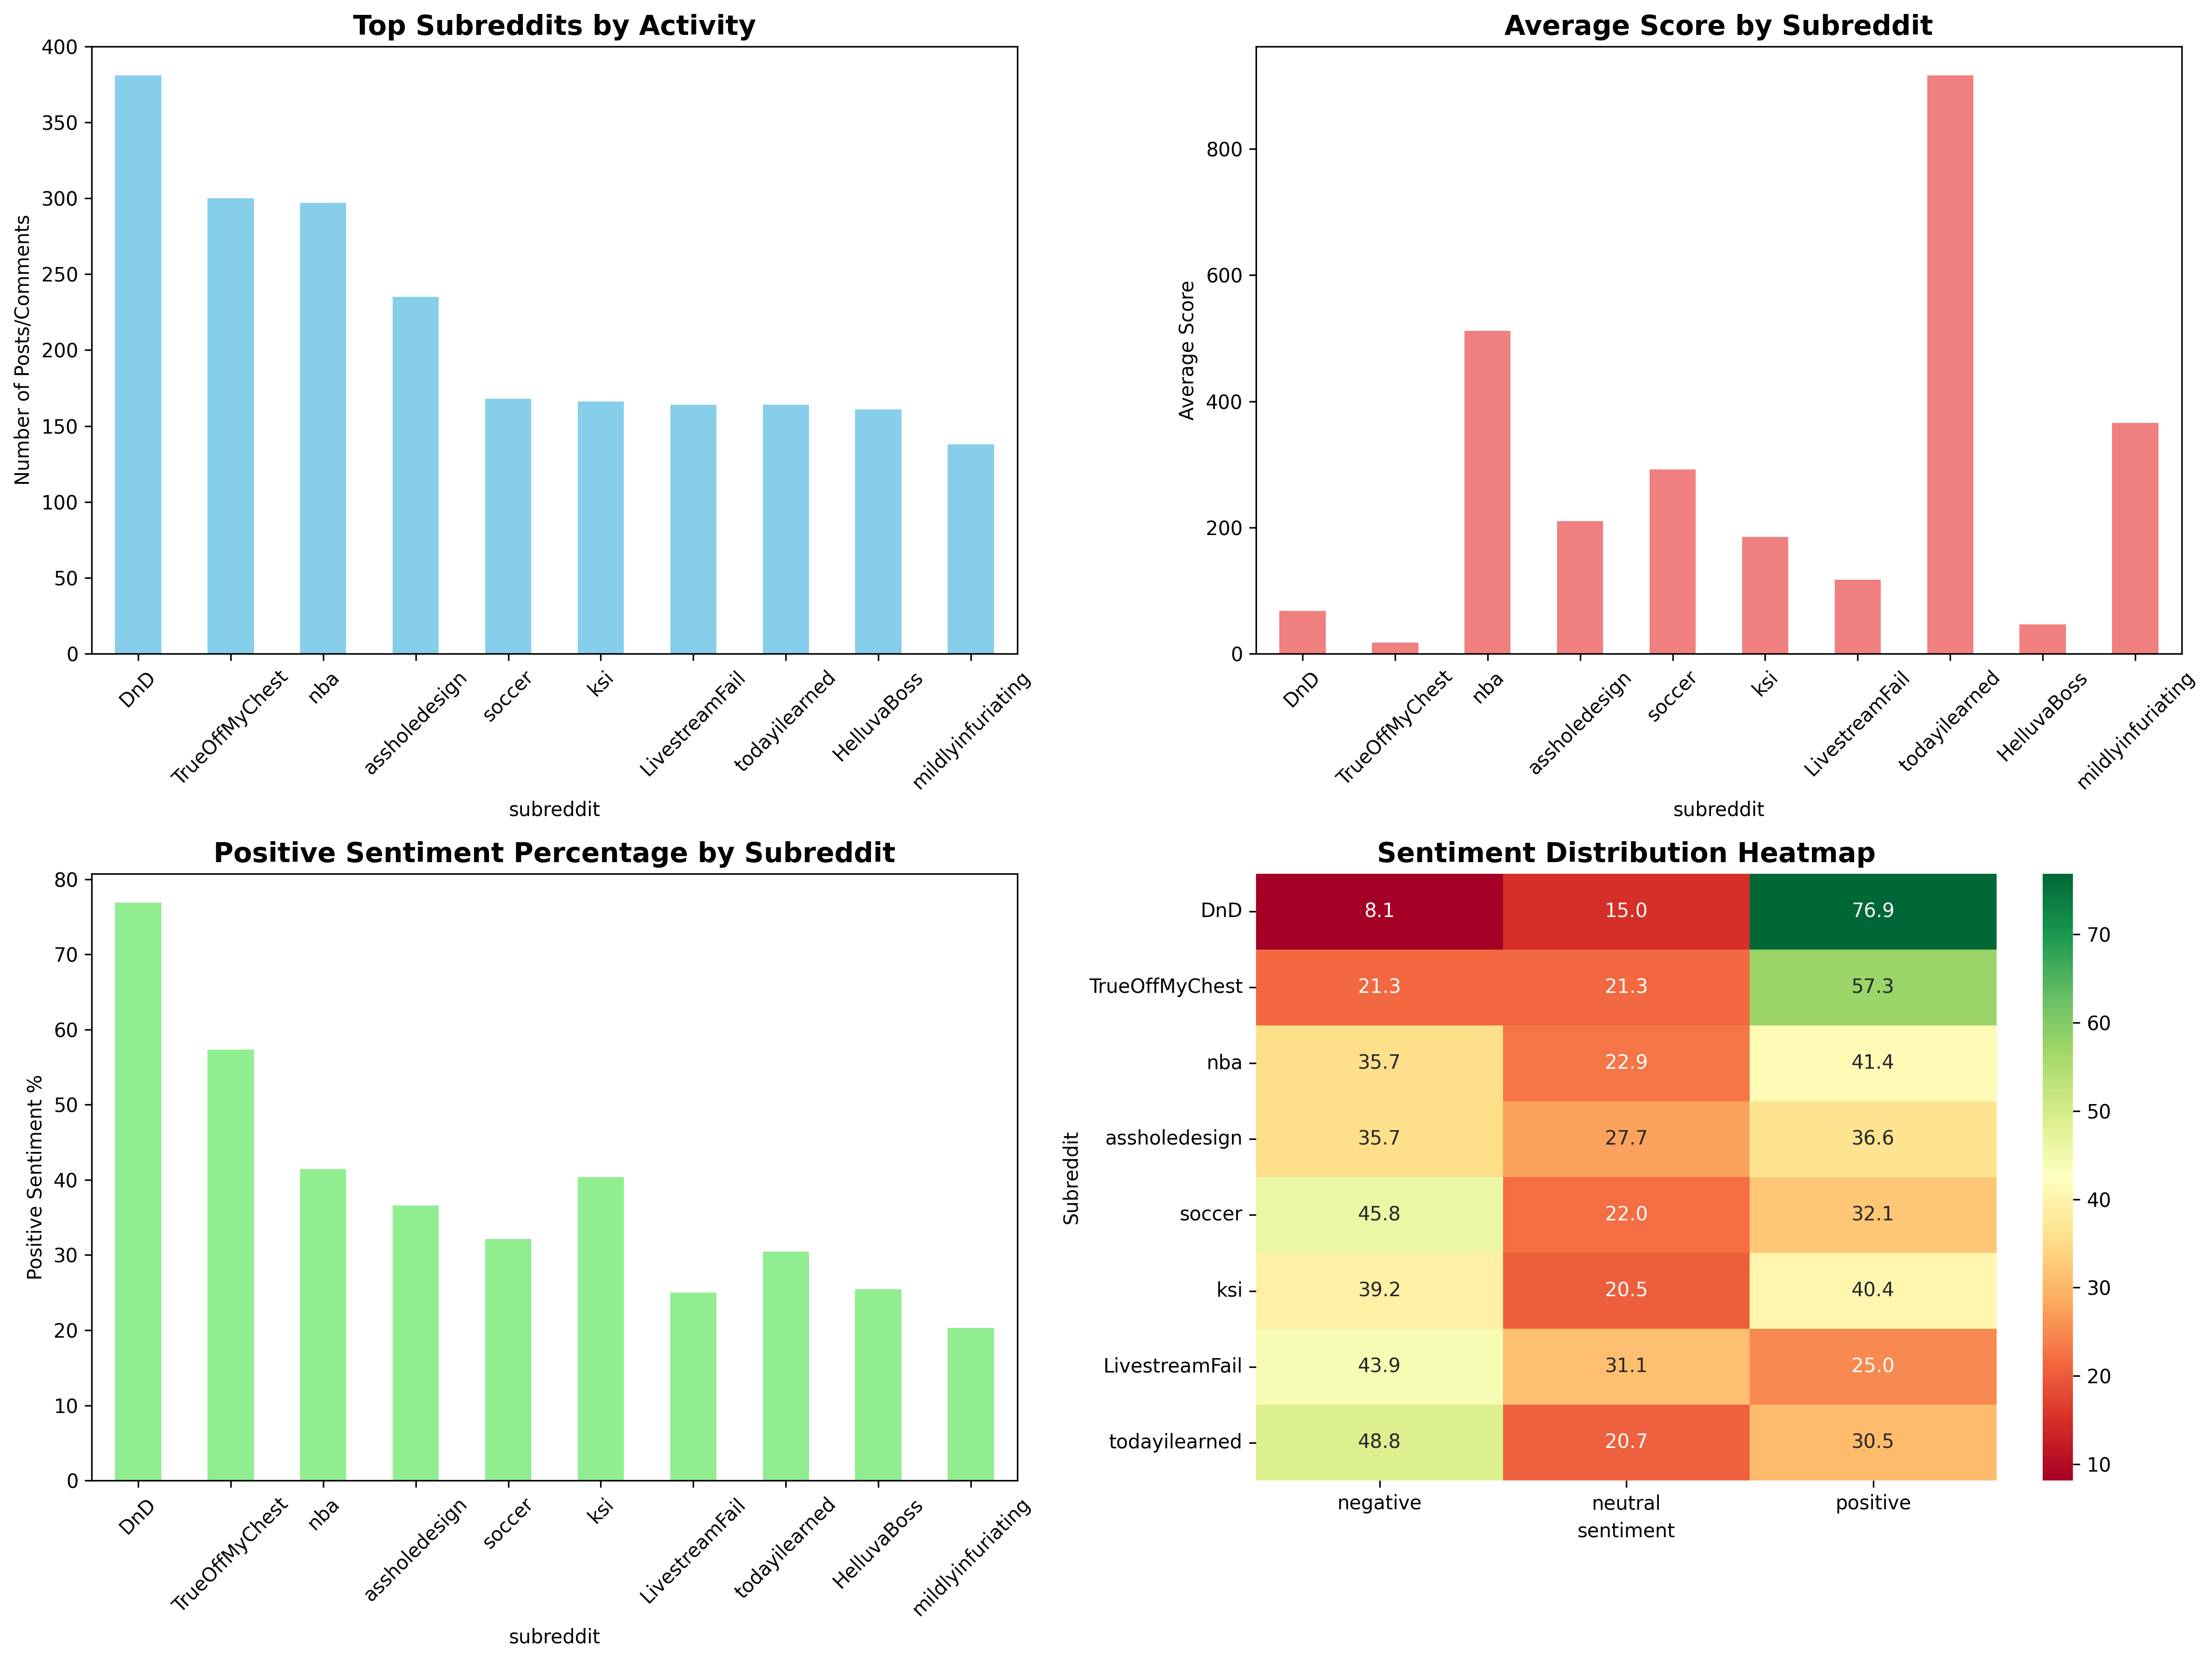 Top Subreddits by Activity
Number of Posts/Comments
400
350
300
250
200
150
100
50
0
DnD
TrueOffMyChest
nba
assholedesign
soccer
ksi
LivestreamFail
todayilearned
HelluvaBoss
mildlyinfuriating
subreddit
Average Score by Subreddit
Average Score
800
600
400
200
0
DnD
TrueOffMyChest
nba
assholedesign
soccer
ksi
LivestreamFail
todayilearned
HelluvaBoss
mildlyinfuriating
subreddit
Positive Sentiment Percentage by Subreddit
Positive Sentiment %
80
70
60
50
40
30
20
10
0
DnD
TrueOffMyChest
nba
assholedesign
soccer
ksi
LivestreamFail
todayilearned
HelluvaBoss
mildlyinfuriating
subreddit
Sentiment Distribution Heatmap
Subreddit
DnD 8.1 15.0 76.9
TrueOffMyChest 21.3 21.3 57.3
nba 35.7 22.9 41.4
assholedesign 35.7 27.7 36.6
soccer 45.8 22.0 32.1
ksi 39.2 20.5 40.4
LivestreamFail 43.9 31.1 25.0
todayilearned 48.8 20.7 30.5
negative neutral positive
sentiment
70
60
50
40
30
20
10